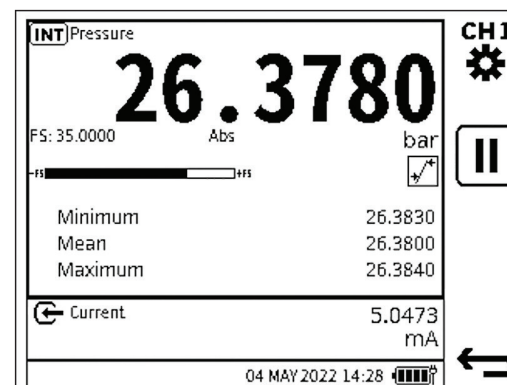 INT Pressure
CH1
26.3780
FS: 35.0000 Abs bar
-FS +FS
Minimum 26.3830
Mean 26.3800
Maximum 26.3840
Current 5.0473
mA
04 MAY 2022 14:28